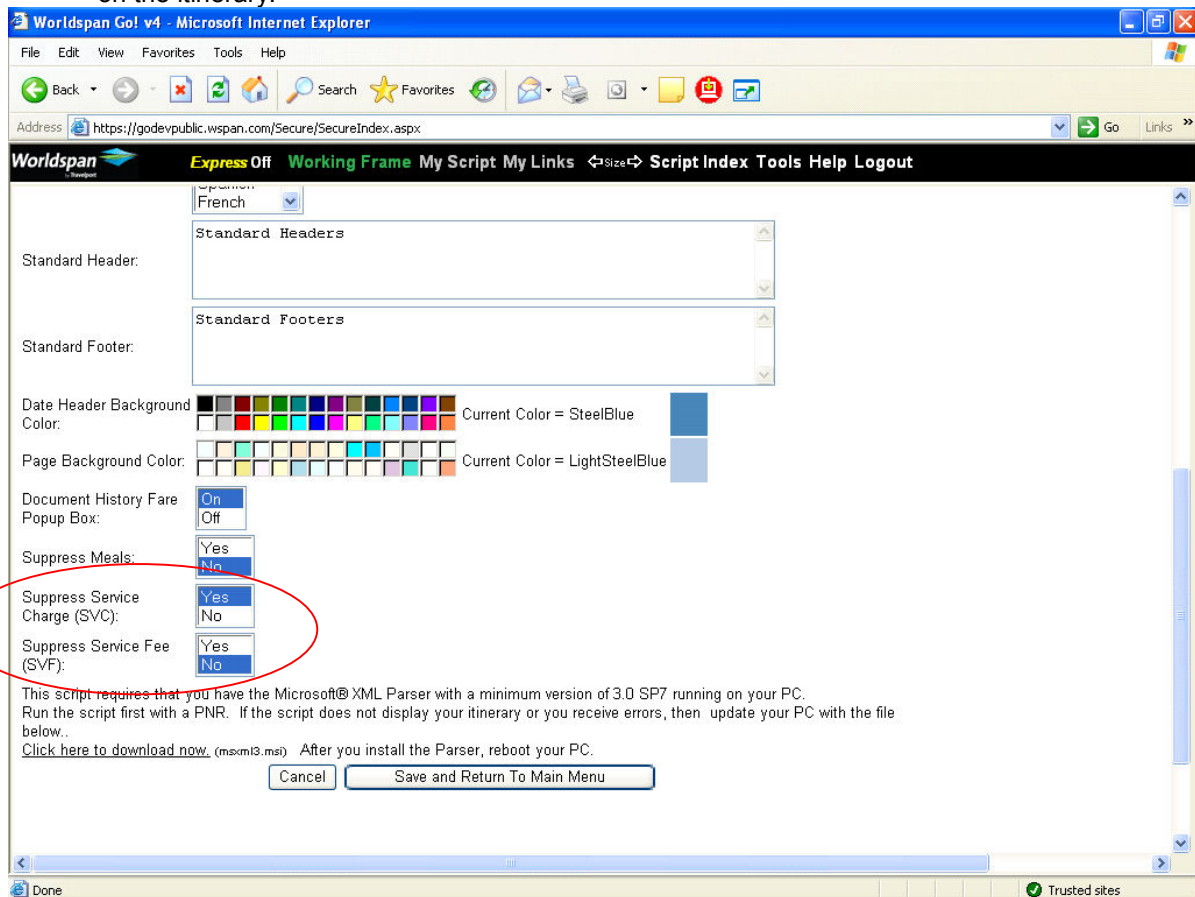 on the itinerary.
Worldspan Go! v4 - Microsoft Internet Explorer
File Edit View Favorites Tools Help
Back Search Favorites
Address https://godevpublic.wspan.com/Secure/SecureIndex.aspx Go Links »
Worldspan Express Off Working Frame My Script My Links Size Script Index Tools Help Logout
by Travelport
Spanish
French
Standard Headers
Standard Header:
Standard Footers
Standard Footer:
Date Header Background
Color: Current Color = SteelBlue
Page Background Color: Current Color = LightSteelBlue
Document History Fare On
Popup Box: Off
Suppress Meals: Yes
No
Suppress Service Yes
Charge (SVC): No
Suppress Service Fee Yes
(SVF): No
This script requires that you have the Microsoft® XML Parser with a minimum version of 3.0 SP7 running on your PC.
Run the script first with a PNR. If the script does not display your itinerary or you receive errors, then update your PC with the file
below..
Click here to download now. (msxml3.msi) After you install the Parser, reboot your PC.
Cancel Save and Return To Main Menu
Done Trusted sites